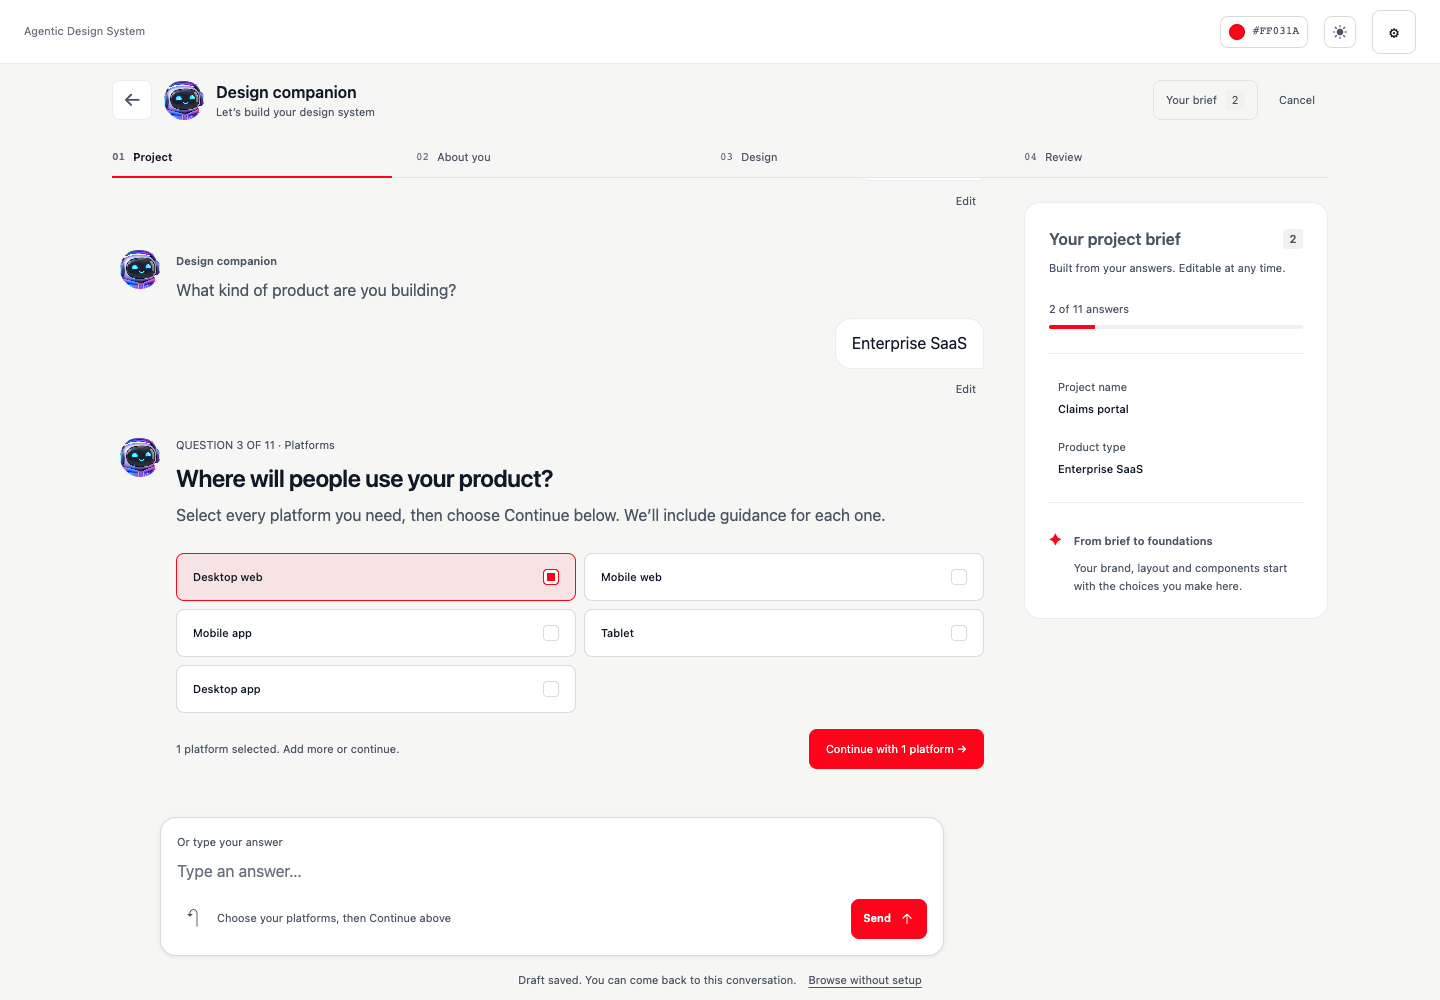 Agentic Design System
#FF031A
Design companion
Let's build your design system
Your brief 2
Cancel
01 Project
02 About you
03 Design
04 Review
Edit
Design companion
What kind of product are you building?
Enterprise SaaS
Edit
QUESTION 3 OF 11 · Platforms
Where will people use your product?
Select every platform you need, then choose Continue below. We'll include guidance for each one.
Desktop web
Mobile web
Mobile app
Tablet
Desktop app
1 platform selected. Add more or continue.
Continue with 1 platform →
Or type your answer
Type an answer...
Choose your platforms, then Continue above
Send ↑
Draft saved. You can come back to this conversation.
Browse without setup
Your project brief 2
Built from your answers. Editable at any time.
2 of 11 answers
Project name
Claims portal
Product type
Enterprise SaaS
From brief to foundations
Your brand, layout and components start
with the choices you make here.